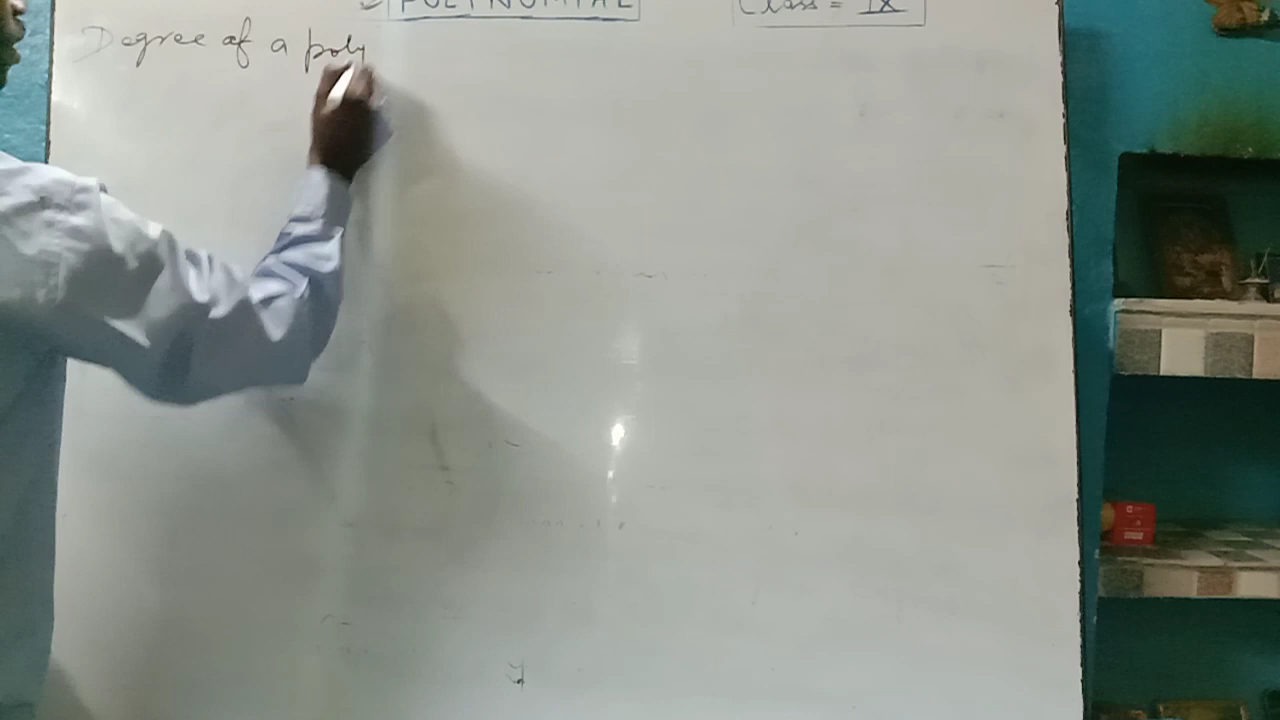 POLYNOMIAL Class = IX
Degree of a poly